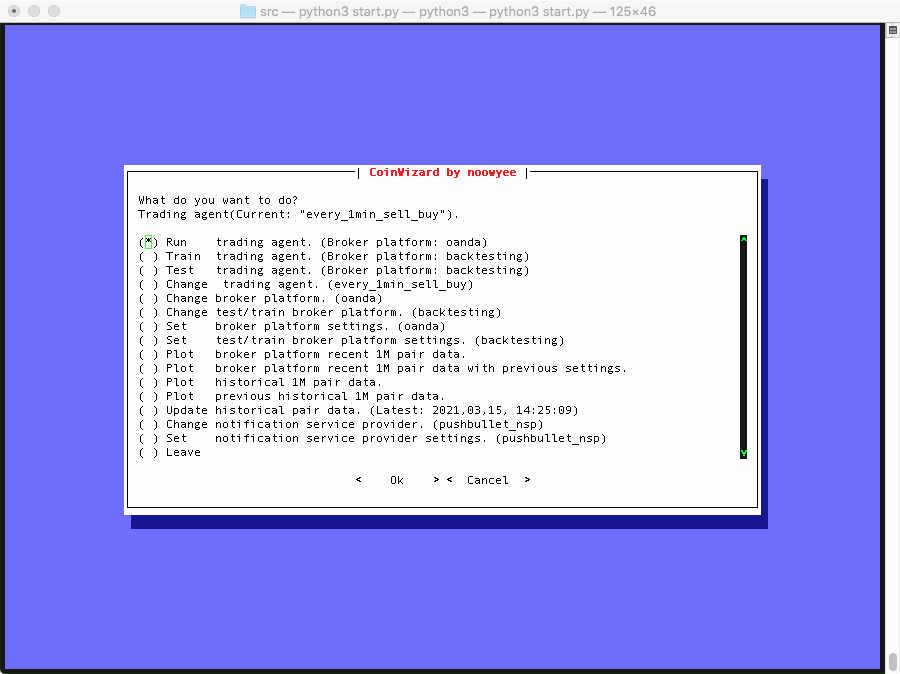 src — python3 start.py — python3 — python3 start.py — 125×46
CoinWizard by noowyee
What do you want to do?
Trading agent(Current: "every_1min_sell_buy").
(*) Run    trading agent. (Broker platform: oanda)
( ) Train  trading agent. (Broker platform: backtesting)
( ) Test   trading agent. (Broker platform: backtesting)
( ) Change  trading agent. (every_1min_sell_buy)
( ) Change broker platform. (oanda)
( ) Change test/train broker platform. (backtesting)
( ) Set    broker platform settings. (oanda)
( ) Set    test/train broker platform settings. (backtesting)
( ) Plot   broker platform recent 1M pair data.
( ) Plot   broker platform recent 1M pair data with previous settings.
( ) Plot   historical 1M pair data.
( ) Plot   previous historical 1M pair data.
( ) Update historical pair data. (Latest: 2021,03,15, 14:25:09)
( ) Change notification service provider. (pushbullet_nsp)
( ) Set    notification service provider settings. (pushbullet_nsp)
( ) Leave
<    Ok    > <  Cancel  >